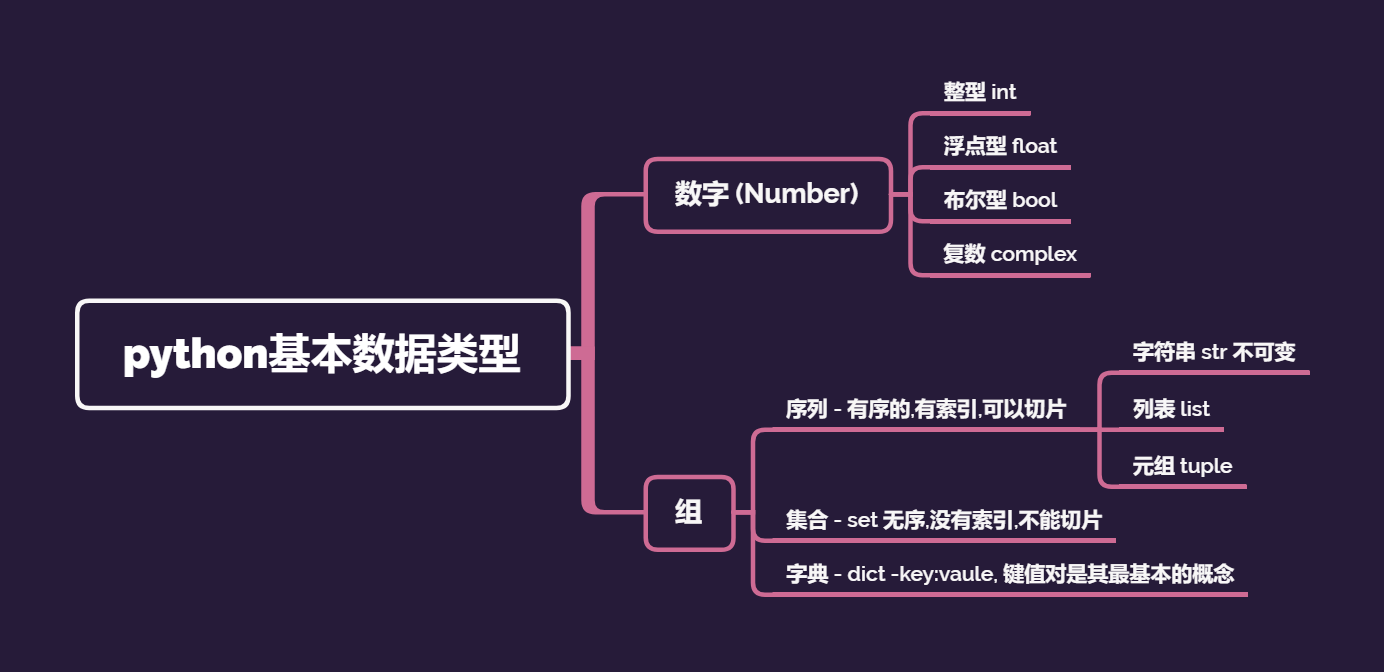 python基本数据类型
数字 (Number)
整型 int
浮点型 float
布尔型 bool
复数 complex
组
序列 - 有序的,有索引,可以切片
字符串 str 不可变
列表 list
元组 tuple
集合 - set 无序,没有索引,不能切片
字典 - dict -key:vaule, 键值对是其最基本的概念